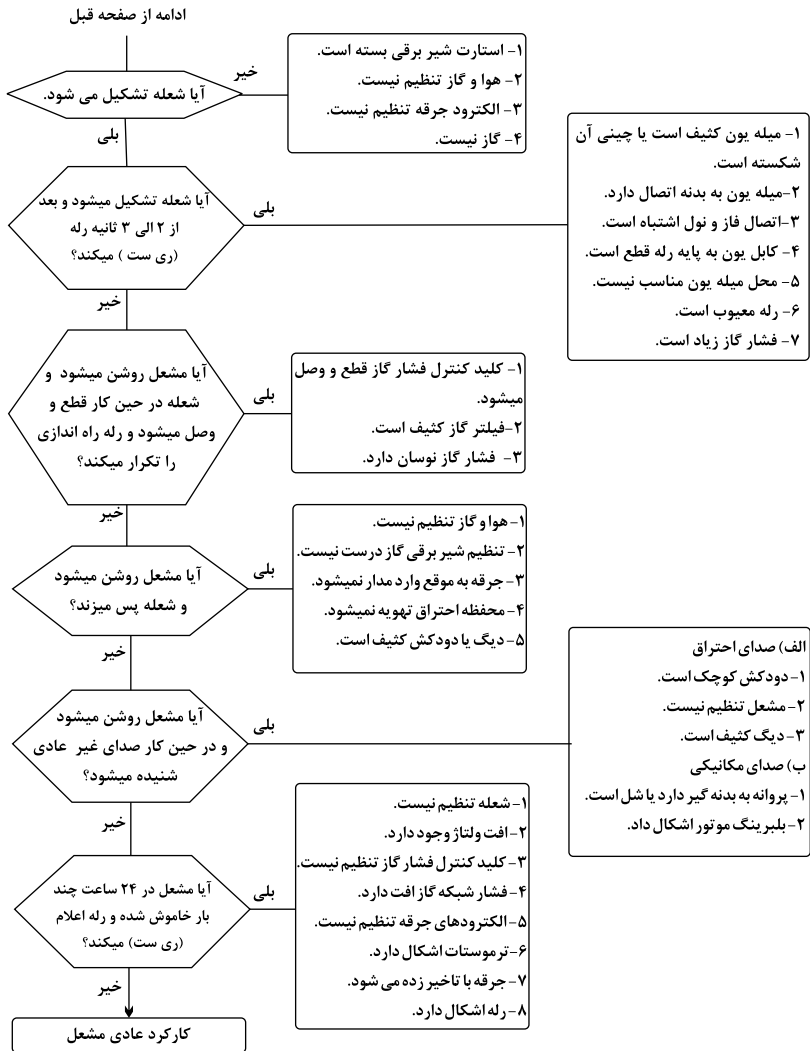 ادامه از صفحه قبل
آیا شعله تشکیل می شود.
خیر
۱- استارت شیر برقی بسته است.
۲- هوا و گاز تنظیم نیست.
۳- الکترود جرقه تنظیم نیست.
۴- گاز نیست.
بلی
آیا شعله تشکیل میشود و بعد
از ۲ الی ۳ ثانیه رله
(ری ست ) میکند؟
بلی
۱- میله یون کثیف است یا چینی آن
شکسته است.
۲-میله یون به بدنه اتصال دارد.
۳-اتصال فاز و نول اشتباه است.
۴- کابل یون به پایه رله قطع است.
۵- محل میله یون مناسب نیست.
۶- رله معیوب است.
۷- فشار گاز زیاد است.
خیر
آیا مشعل روشن میشود و
شعله در حین کار قطع و
وصل میشود و رله راه اندازی
را تکرار میکند؟
بلی
۱- کلید کنترل فشار گاز قطع و وصل
میشود.
۲-فیلتر گاز کثیف است.
۳- فشار گاز نوسان دارد.
خیر
آیا مشعل روشن میشود
و شعله پس میزند؟
بلی
۱-هوا و گاز تنظیم نیست.
۲- تنظیم شیر برقی گاز درست نیست.
۳- جرقه به موقع وارد مدار نمیشود.
۴- محفظه احتراق تهویه نمیشود.
۵- دیگ یا دودکش کثیف است.
خیر
آیا مشعل روشن میشود
و در حین کار صدای غیر عادی
شنیده میشود؟
بلی
الف) صدای احتراق
۱- دودکش کوچک است.
۲- مشعل تنظیم نیست.
۳- دیگ کثیف است.
ب) صدای مکانیکی
۱- پروانه به بدنه گیر دارد یا شل است.
۲- بلبرینگ موتور اشکال داد.
خیر
آیا مشعل در ۲۴ ساعت چند
بار خاموش شده و رله اعلام
(ری ست) میکند؟
بلی
۱- شعله تنظیم نیست.
۲-افت ولتاژ وجود دارد.
۳- کلید کنترل فشار گاز تنظیم نیست.
۴- فشار شبکه گاز افت دارد.
۵- الکترودهای جرقه تنظیم نیست.
۶-ترموستات اشکال دارد.
۷- جرقه با تاخیر زده می شود.
۸- رله اشکال دارد.
خیر
کارکرد عادی مشعل